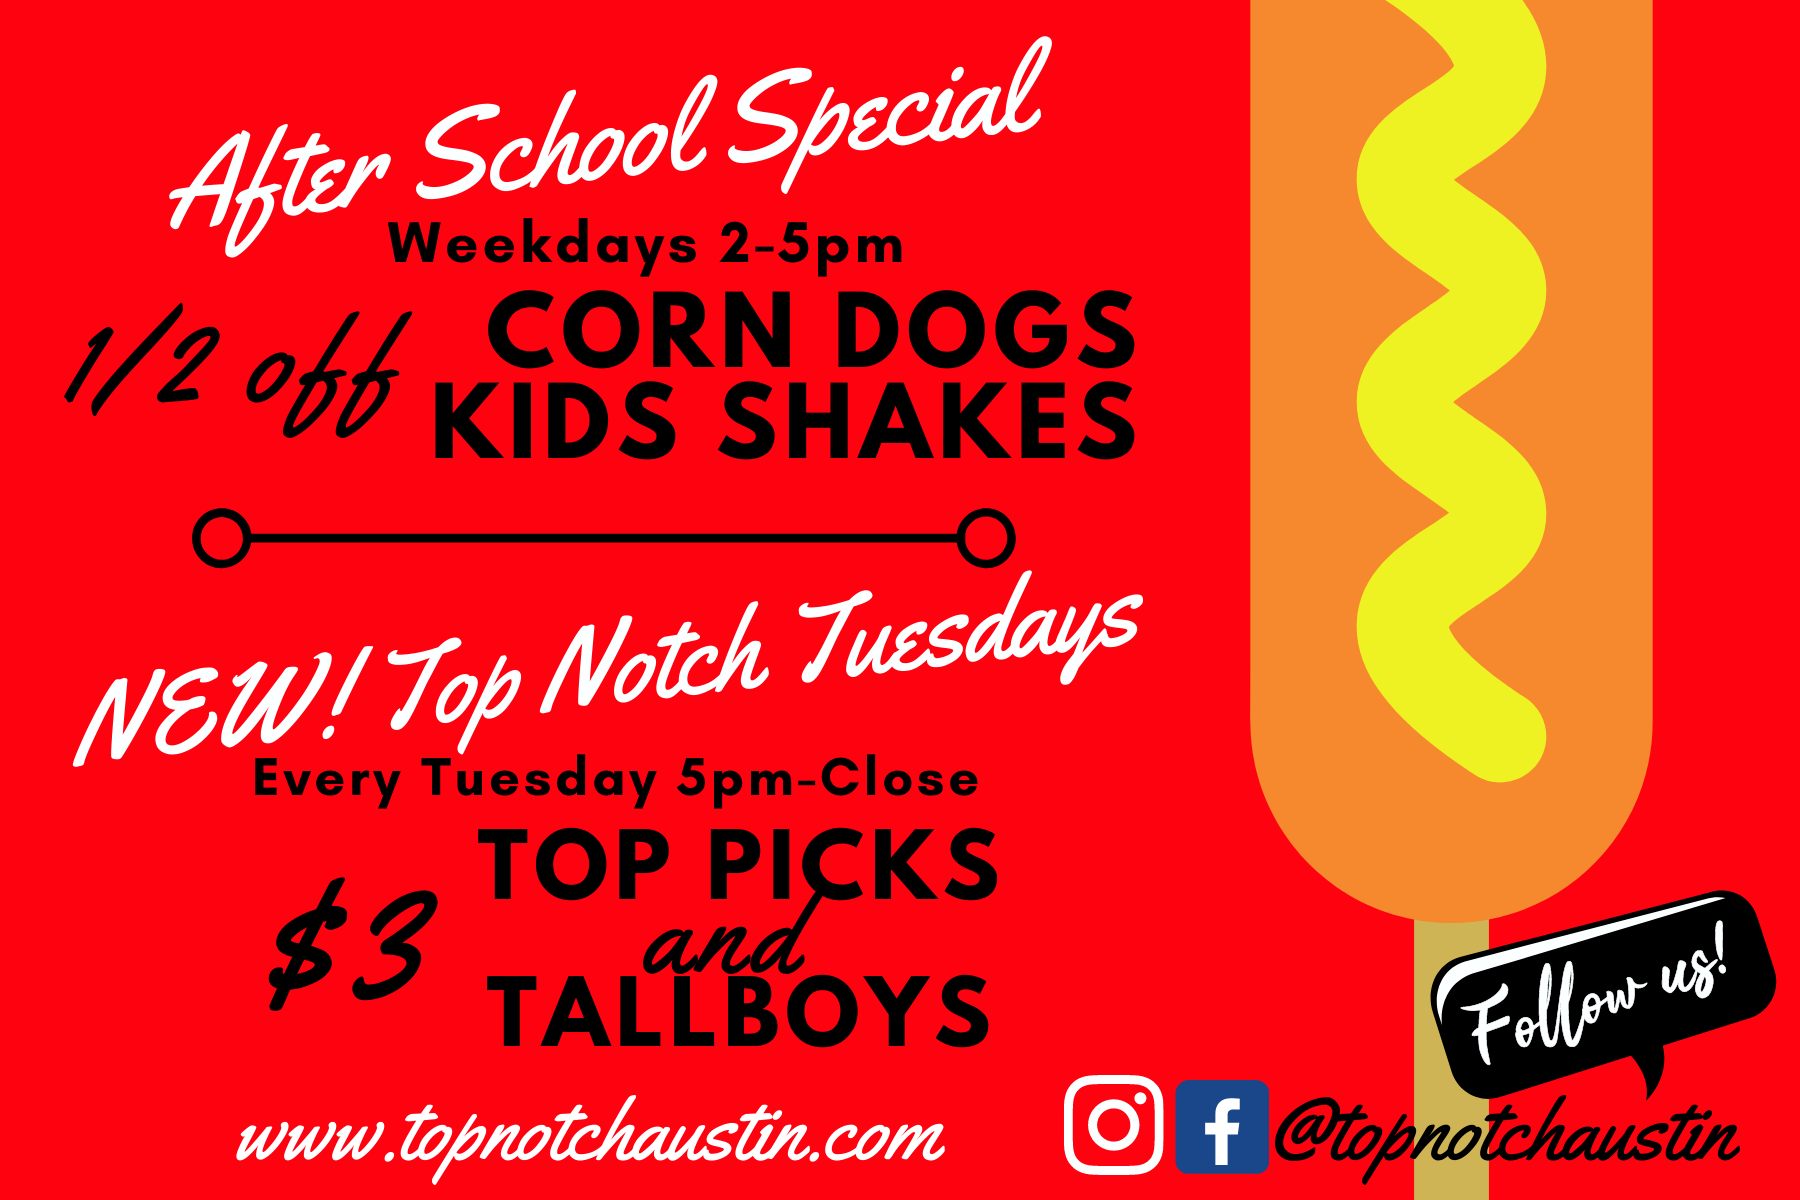 After School Special
Weekdays 2-5pm
1/2 off CORN DOGS
KIDS SHAKES
NEW! Top Notch Tuesdays
Every Tuesday 5pm-Close
$3 TOP PICKS
and
TALLBOYS
Follow us!
www.topnotchaustin.com
f @topnotchaustin